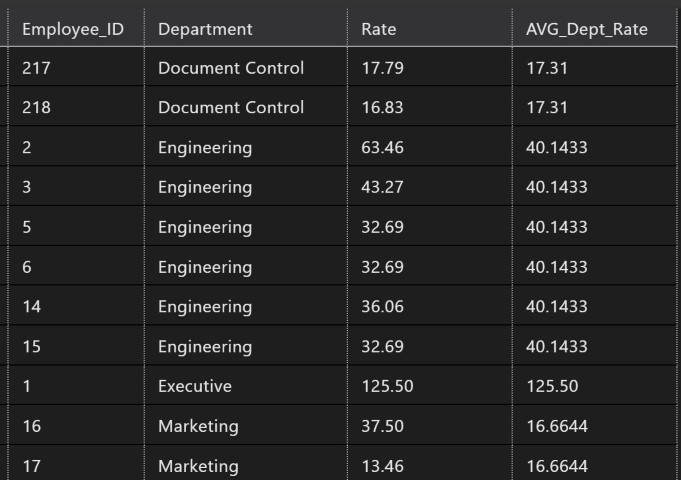 Employee_ID Department Rate AVG_Dept_Rate
217 Document Control 17.79 17.31
218 Document Control 16.83 17.31
2 Engineering 63.46 40.1433
3 Engineering 43.27 40.1433
5 Engineering 32.69 40.1433
6 Engineering 32.69 40.1433
14 Engineering 36.06 40.1433
15 Engineering 32.69 40.1433
1 Executive 125.50 125.50
16 Marketing 37.50 16.6644
17 Marketing 13.46 16.6644